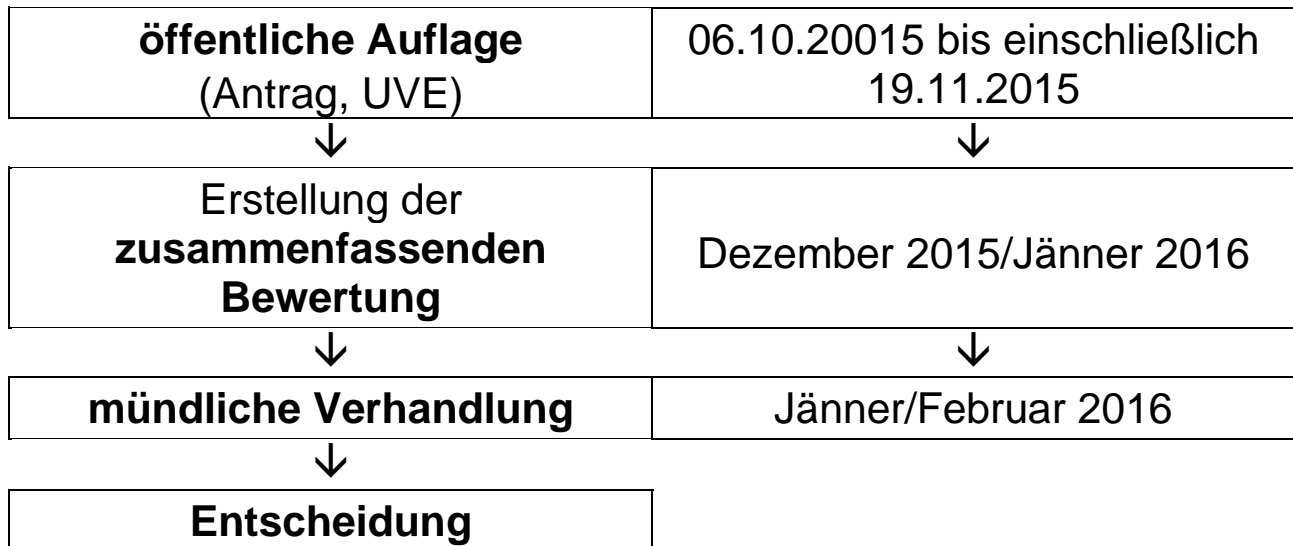 öffentliche Auflage
(Antrag, UVE)
06.10.20015 bis einschließlich
19.11.2015
Erstellung der
zusammenfassenden
Bewertung
Dezember 2015/Jänner 2016
mündliche Verhandlung
Jänner/Februar 2016
Entscheidung